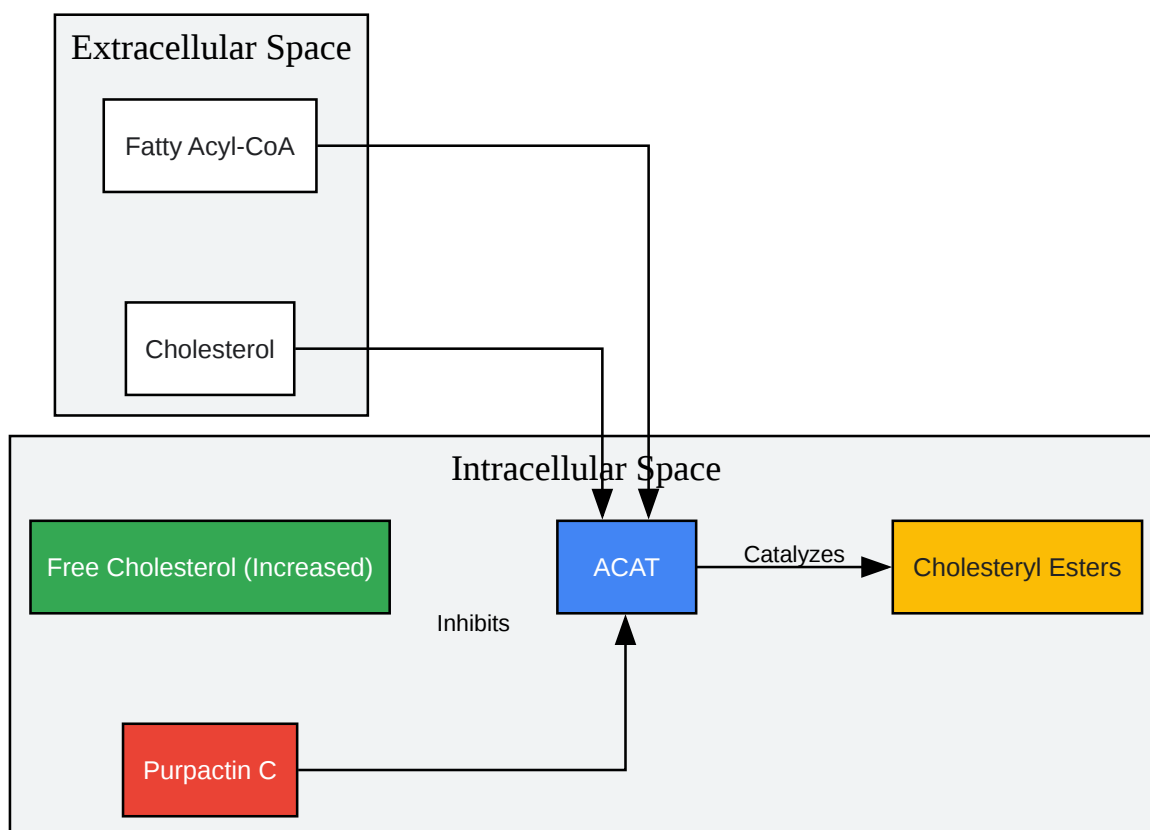 Extracellular Space
Fatty Acyl-CoA
Cholesterol
Intracellular Space
Free Cholesterol (Increased)
ACAT
Catalyzes
Cholesteryl Esters
Inhibits
Purpactin C